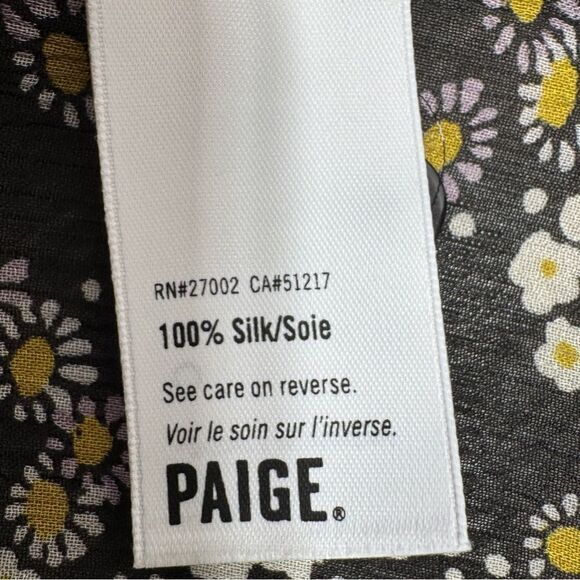 RN#27002 CA#51217
100% Silk/Soie
See care on reverse.
Voir le soin sur l'inverse.
PAIGE®